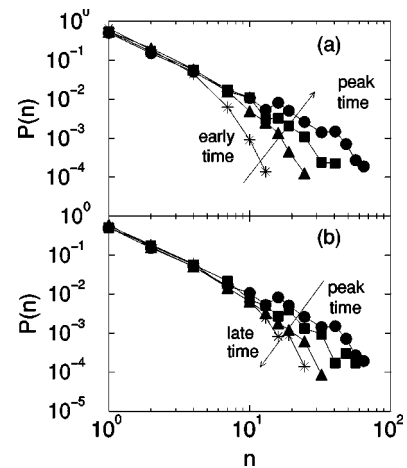 10⁰
(a)
10⁻¹
10⁻²
peak
time
P(n)
10⁻³
early
time
10⁻⁴
10⁰
(b)
10⁻¹
10⁻²
peak
time
P(n)
10⁻³
late
time
10⁻⁴
10⁻⁵
10⁰ 10¹ 10²
n